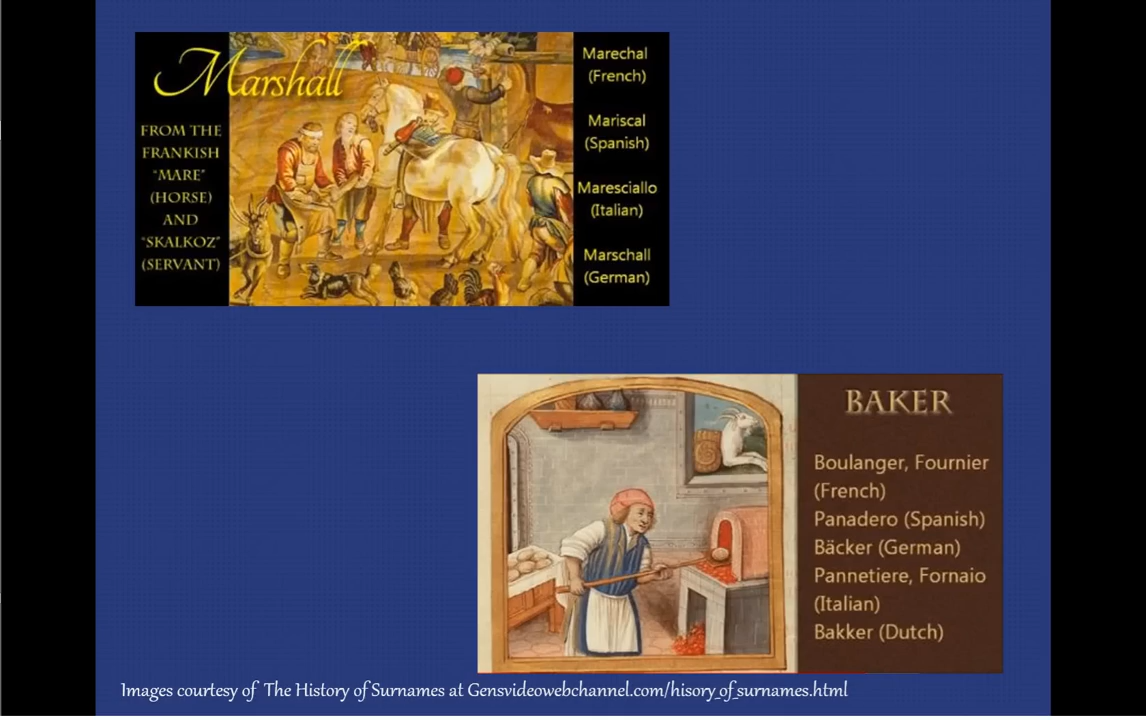 Marshall
FROM THE
FRANKISH
"MARE"
(HORSE)
AND
"SKALKOZ"
(SERVANT)
Marechal
(French)
Mariscal
(Spanish)
Maresciallo
(Italian)
Marschall
(German)
BAKER
Boulanger, Fournier
(French)
Panadero (Spanish)
Bäcker (German)
Pannetiere, Fornaio
(Italian)
Bakker (Dutch)
Images courtesy of The History of Surnames at Gensvideowebchannel.com/hisory_of_surnames.html